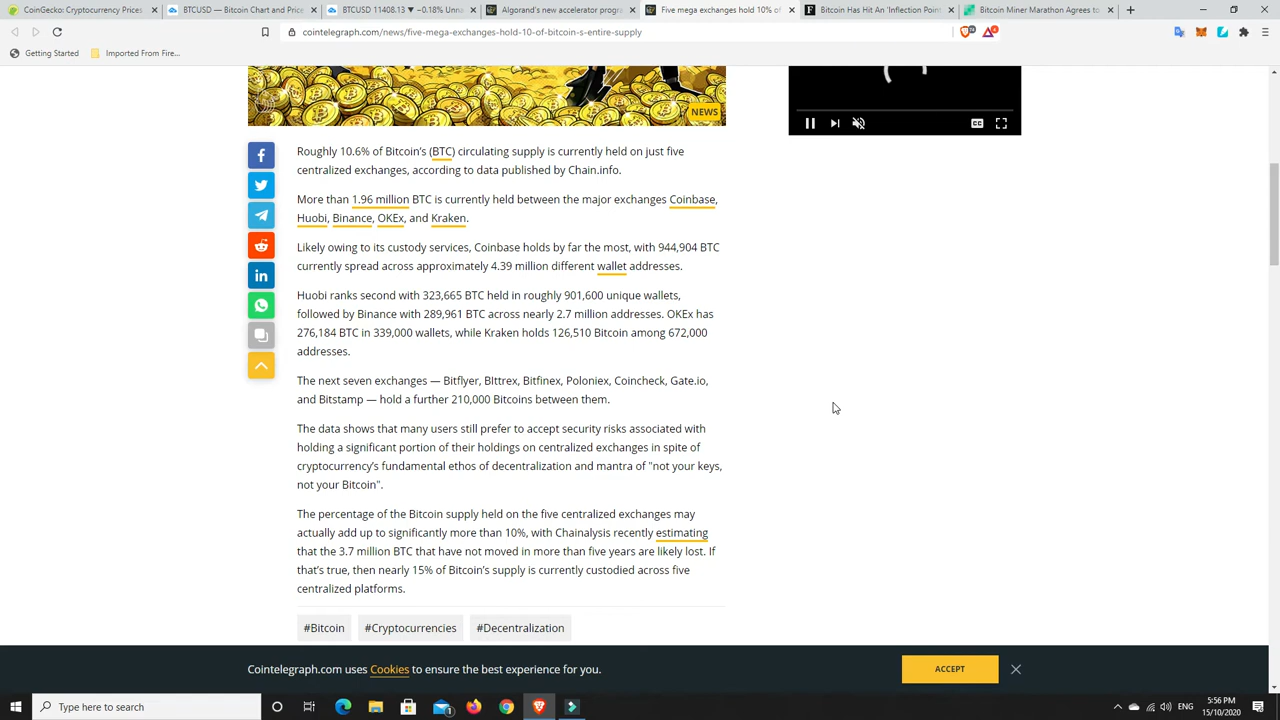 CoinGecko: Cryptocurrency Prices
BTCUSD — Bitcoin Chart and Price
BTCUSD 11408.13 ▼ −0.18% Unna
Algorand's new accelerator progr
Five mega exchanges hold 10% of
Bitcoin Has Hit An 'Inflection Poin
Bitcoin Miner Marathon Agrees to
cointelegraph.com/news/five-mega-exchanges-hold-10-of-bitcoin-s-entire-supply
Getting Started
Imported From Fire...
NEWS
Roughly 10.6% of Bitcoin's (BTC) circulating supply is currently held on just five
centralized exchanges, according to data published by Chain.info.
More than 1.96 million BTC is currently held between the major exchanges Coinbase,
Huobi, Binance, OKEx, and Kraken.
Likely owing to its custody services, Coinbase holds by far the most, with 944,904 BTC
currently spread across approximately 4.39 million different wallet addresses.
Huobi ranks second with 323,665 BTC held in roughly 901,600 unique wallets,
followed by Binance with 289,961 BTC across nearly 2.7 million addresses. OKEx has
276,184 BTC in 339,000 wallets, while Kraken holds 126,510 Bitcoin among 672,000
addresses.
The next seven exchanges — Bitflyer, BIttrex, Bitfinex, Poloniex, Coincheck, Gate.io,
and Bitstamp — hold a further 210,000 Bitcoins between them.
The data shows that many users still prefer to accept security risks associated with
holding a significant portion of their holdings on centralized exchanges in spite of
cryptocurrency's fundamental ethos of decentralization and mantra of "not your keys,
not your Bitcoin".
The percentage of the Bitcoin supply held on the five centralized exchanges may
actually add up to significantly more than 10%, with Chainalysis recently estimating
that the 3.7 million BTC that have not moved in more than five years are likely lost. If
that's true, then nearly 15% of Bitcoin's supply is currently custodied across five
centralized platforms.
#Bitcoin
#Cryptocurrencies
#Decentralization
Cointelegraph.com uses Cookies to ensure the best experience for you.
ACCEPT
Type here to search
ENG
5:56 PM
15/10/2020